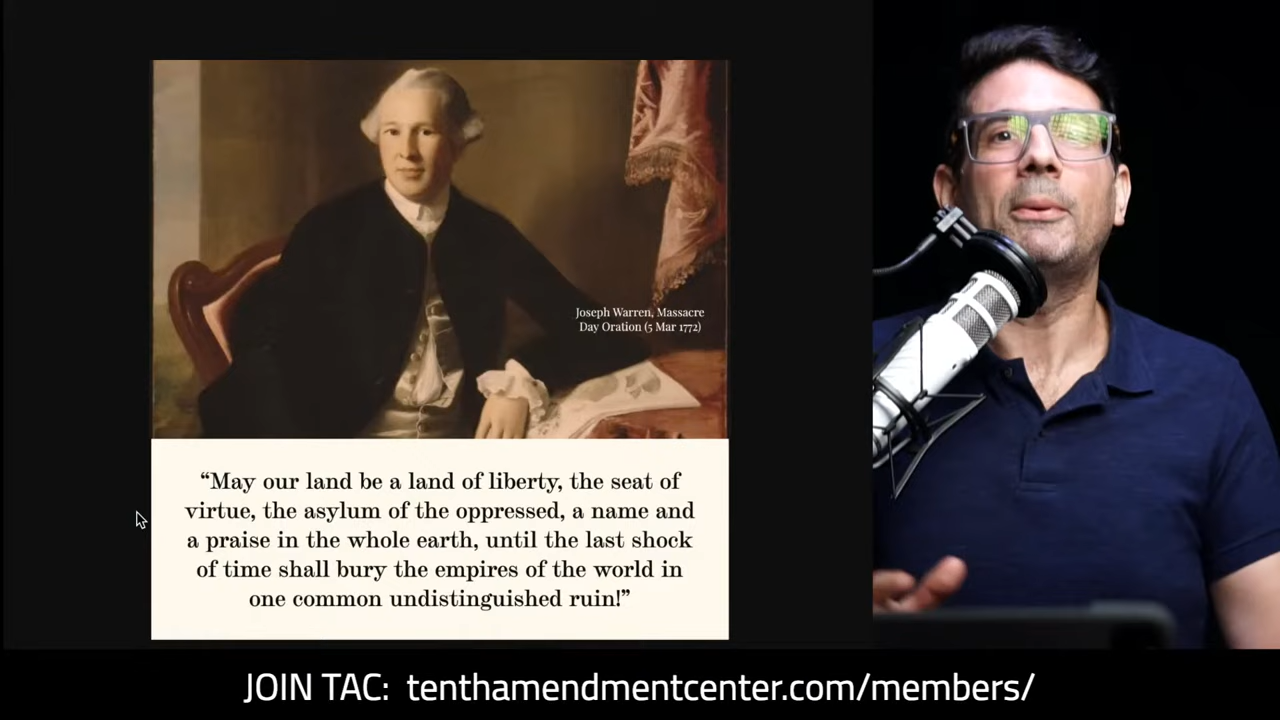 Joseph Warren, Massacre
Day Oration (5 Mar 1772)
“May our land be a land of liberty, the seat of
virtue, the asylum of the oppressed, a name and
a praise in the whole earth, until the last shock
of time shall bury the empires of the world in
one common undistinguished ruin!”
JOIN TAC: tenthamendmentcenter.com/members/